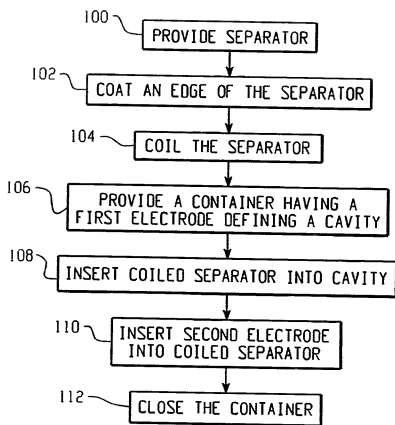 100
PROVIDE SEPARATOR
102
COAT AN EDGE OF THE SEPARATOR
104
COIL THE SEPARATOR
106
PROVIDE A CONTAINER HAVING A
FIRST ELECTRODE DEFINING A CAVITY
108
INSERT COILED SEPARATOR INTO CAVITY
110
INSERT SECOND ELECTRODE
INTO COILED SEPARATOR
112
CLOSE THE CONTAINER